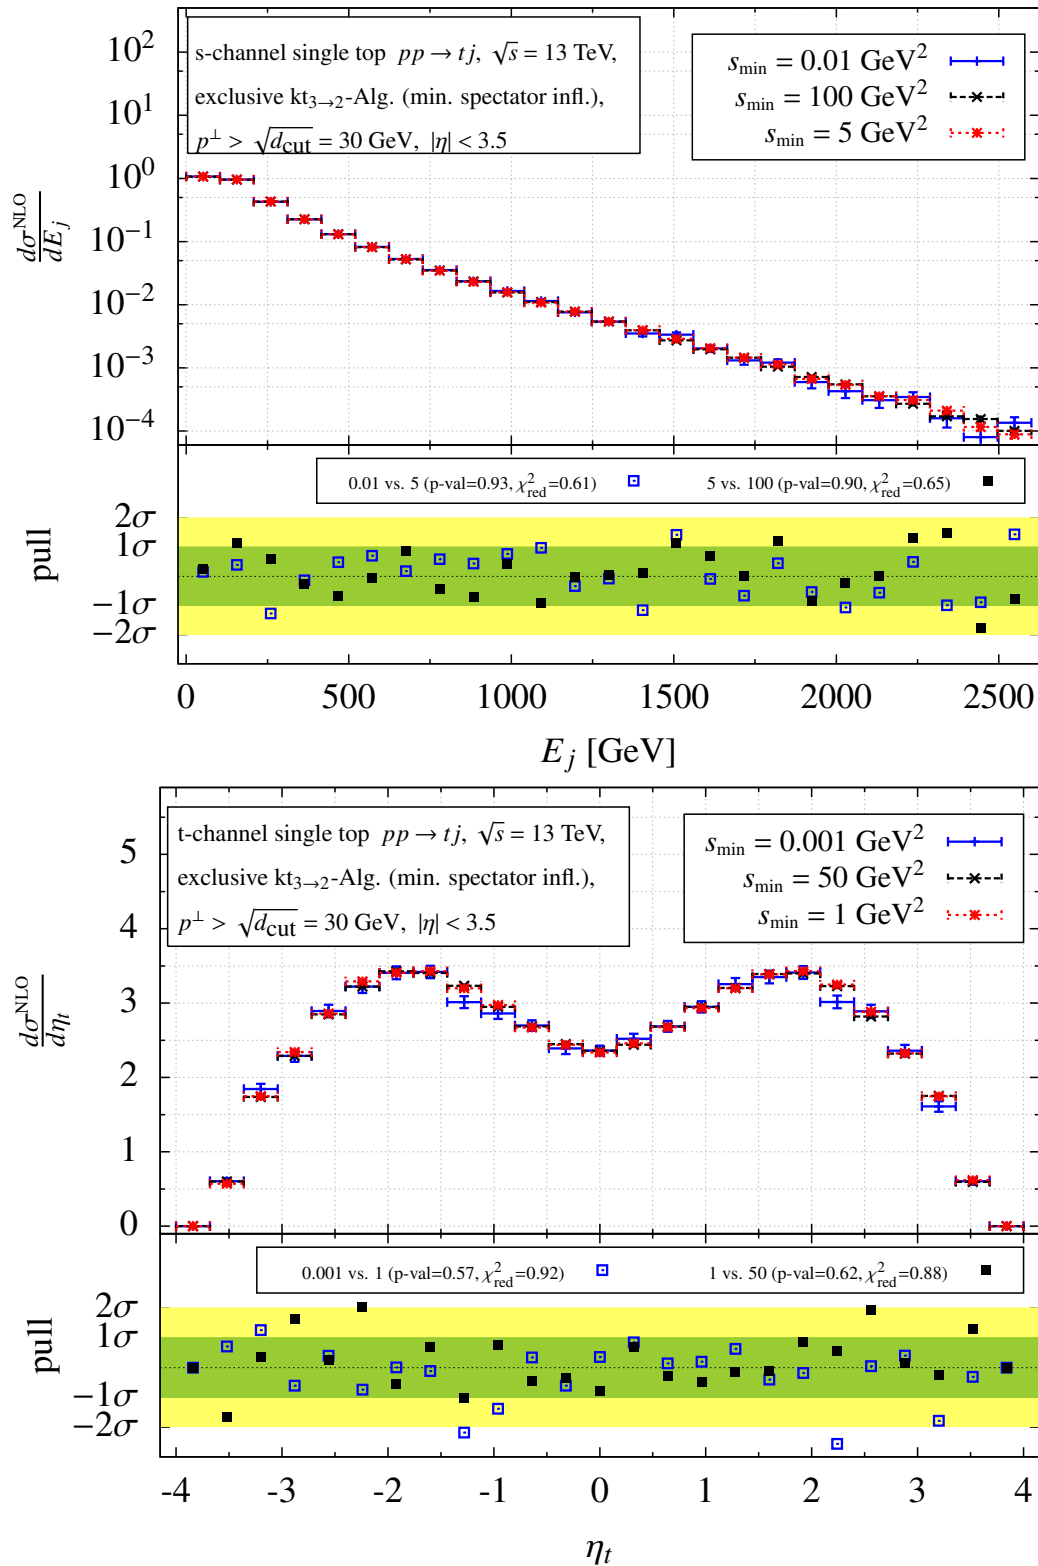 s-channel single top pp → tj, √s = 13 TeV,
exclusive kt3→2-Alg. (min. spectator infl.),
p⊥ > √dcut = 30 GeV, |η| < 3.5
smin = 0.01 GeV²
smin = 100 GeV²
smin = 5 GeV²
10²
10¹
10⁰
10⁻¹
10⁻²
10⁻³
10⁻⁴
dσNLO
dEj
0.01 vs. 5 (p-val=0.93, χ²red=0.61)
5 vs. 100 (p-val=0.90, χ²red=0.65)
pull
2σ
1σ
−1σ
−2σ
0 500 1000 1500 2000 2500
Ej [GeV]
t-channel single top pp → tj, √s = 13 TeV,
exclusive kt3→2-Alg. (min. spectator infl.),
p⊥ > √dcut = 30 GeV, |η| < 3.5
smin = 0.001 GeV²
smin = 50 GeV²
smin = 1 GeV²
5
4
3
2
1
0
dσNLO
dηt
0.001 vs. 1 (p-val=0.57, χ²red=0.92)
1 vs. 50 (p-val=0.62, χ²red=0.88)
pull
2σ
1σ
−1σ
−2σ
-4 -3 -2 -1 0 1 2 3 4
ηt